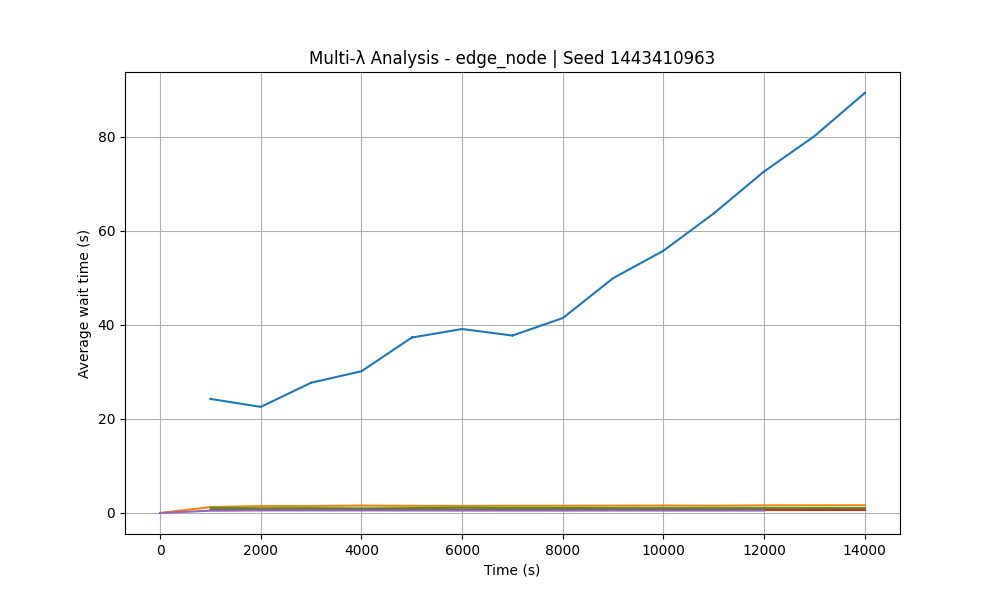 Multi-λ Analysis - edge_node | Seed 1443410963
80
60
40
20
0
Average wait time (s)
0 2000 4000 6000 8000 10000 12000 14000
Time (s)